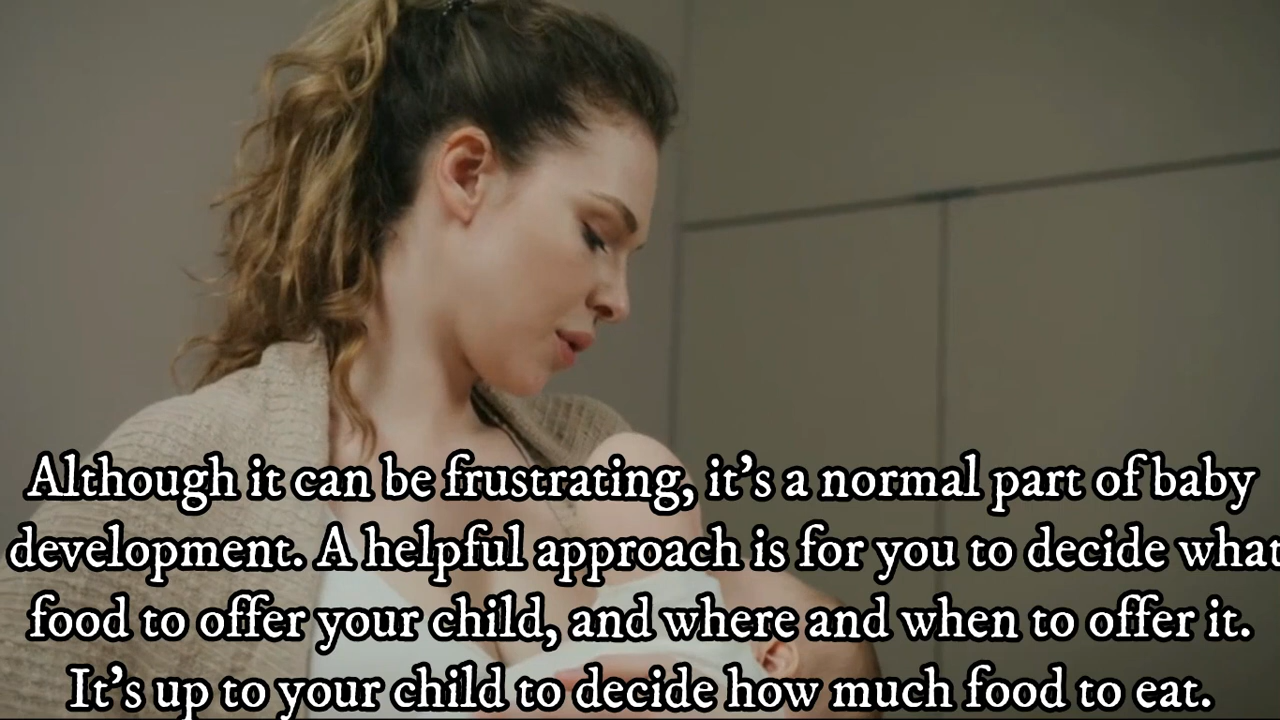 Although it can be frustrating, it's a normal part of baby
development. A helpful approach is for you to decide what
food to offer your child, and where and when to offer it.
It's up to your child to decide how much food to eat.